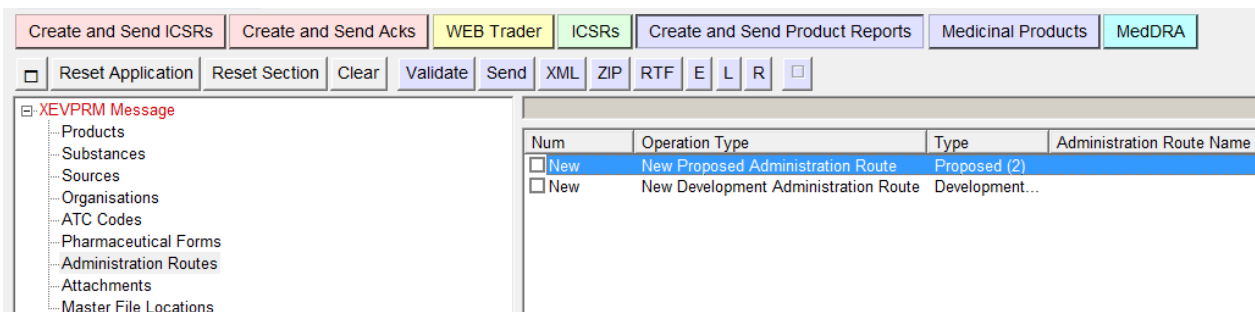 Create and Send ICSRs Create and Send Acks WEB Trader ICSRs Create and Send Product Reports Medicinal Products MedDRA
Reset Application Reset Section Clear Validate Send XML ZIP RTF E L R
XEVPRM Message
Products
Substances
Sources
Organisations
ATC Codes
Pharmaceutical Forms
Administration Routes
Attachments
Master File Locations
Num Operation Type Type Administration Route Name
New New Proposed Administration Route Proposed (2)
New New Development Administration Route Development...